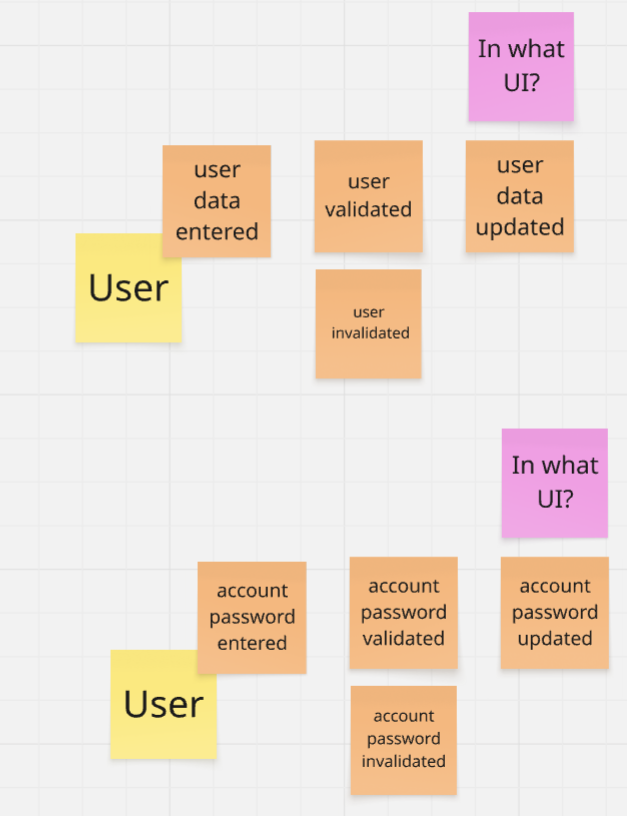 In what
UI?
user
data
entered
user
validated
user
data
updated
User
user
invalidated
In what
UI?
account
password
entered
account
password
validated
account
password
updated
User
account
password
invalidated